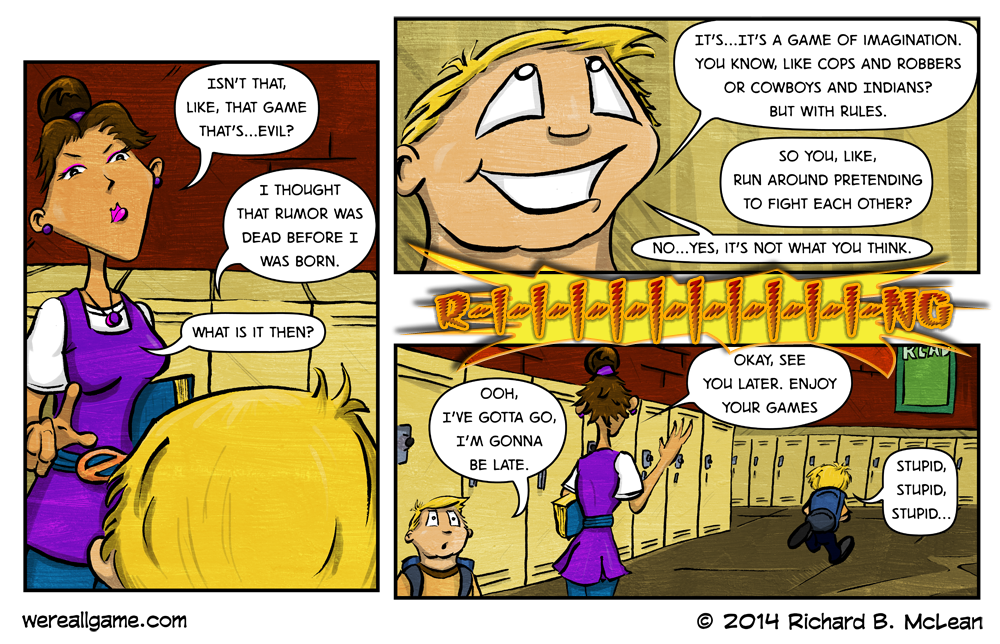 ISN'T THAT,
LIKE, THAT GAME
THAT'S...EVIL?
I THOUGHT
THAT RUMOR WAS
DEAD BEFORE I
WAS BORN.
WHAT IS IT THEN?
IT'S...IT'S A GAME OF IMAGINATION.
YOU KNOW, LIKE COPS AND ROBBERS
OR COWBOYS AND INDIANS?
BUT WITH RULES.
SO YOU, LIKE,
RUN AROUND PRETENDING
TO FIGHT EACH OTHER?
NO...YES, IT'S NOT WHAT YOU THINK.
R-I-I-I-I-I-I-I-I-I-I-NG
OOH,
I'VE GOTTA GO,
I'M GONNA
BE LATE.
OKAY, SEE
YOU LATER. ENJOY
YOUR GAMES
READ
STUPID,
STUPID,
STUPID...
wereallgame.com
© 2014 Richard B. McLean